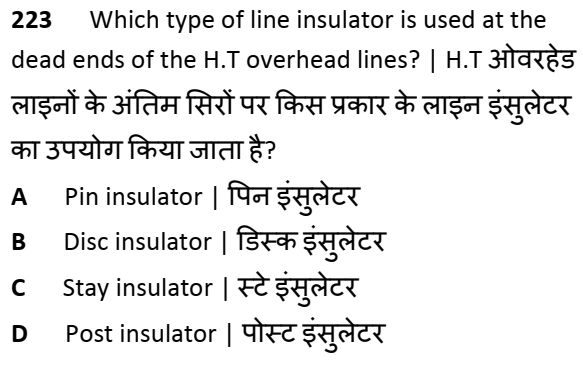 223 Which type of line insulator is used at the
dead ends of the H.T overhead lines? | H.T ओवरहेड
लाइनों के अंतिम सिरों पर किस प्रकार के लाइन इंसुलेटर
का उपयोग किया जाता है?
A Pin insulator | पिन इंसुलेटर
B Disc insulator | डिस्क इंसुलेटर
C Stay insulator | स्टे इंसुलेटर
D Post insulator | पोस्ट इंसुलेटर